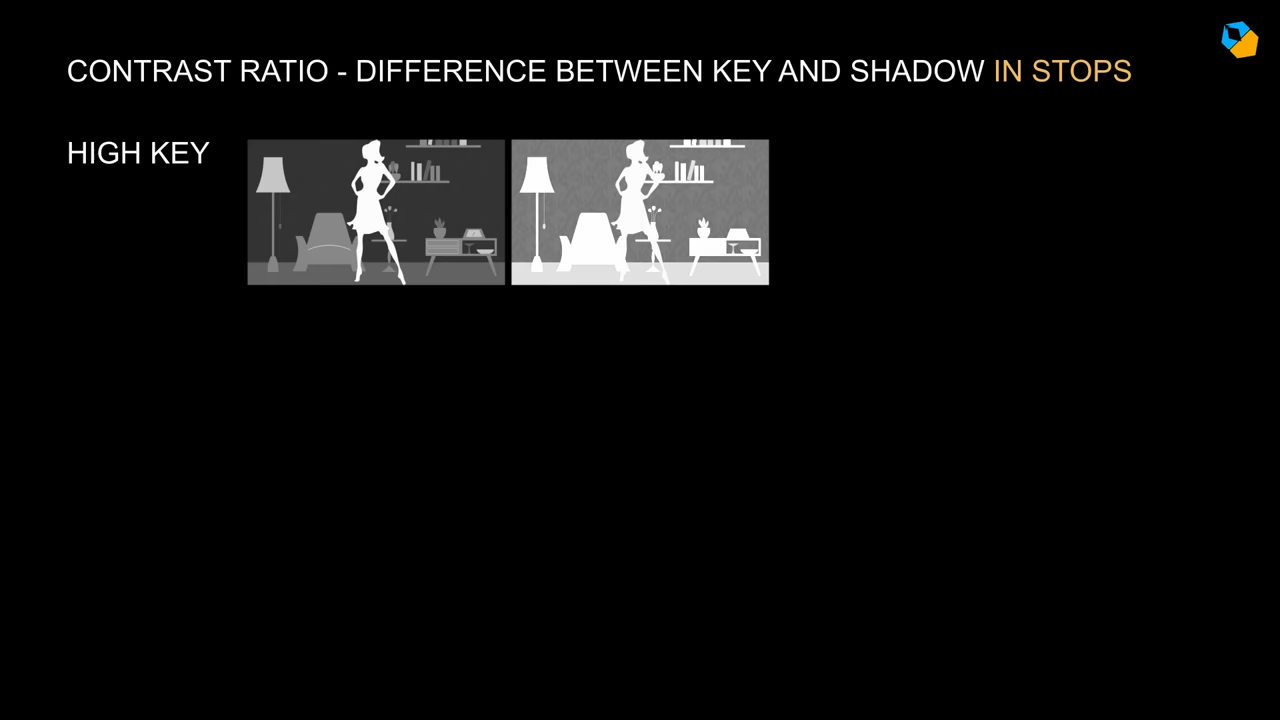 CONTRAST RATIO - DIFFERENCE BETWEEN KEY AND SHADOW IN STOPS
HIGH KEY